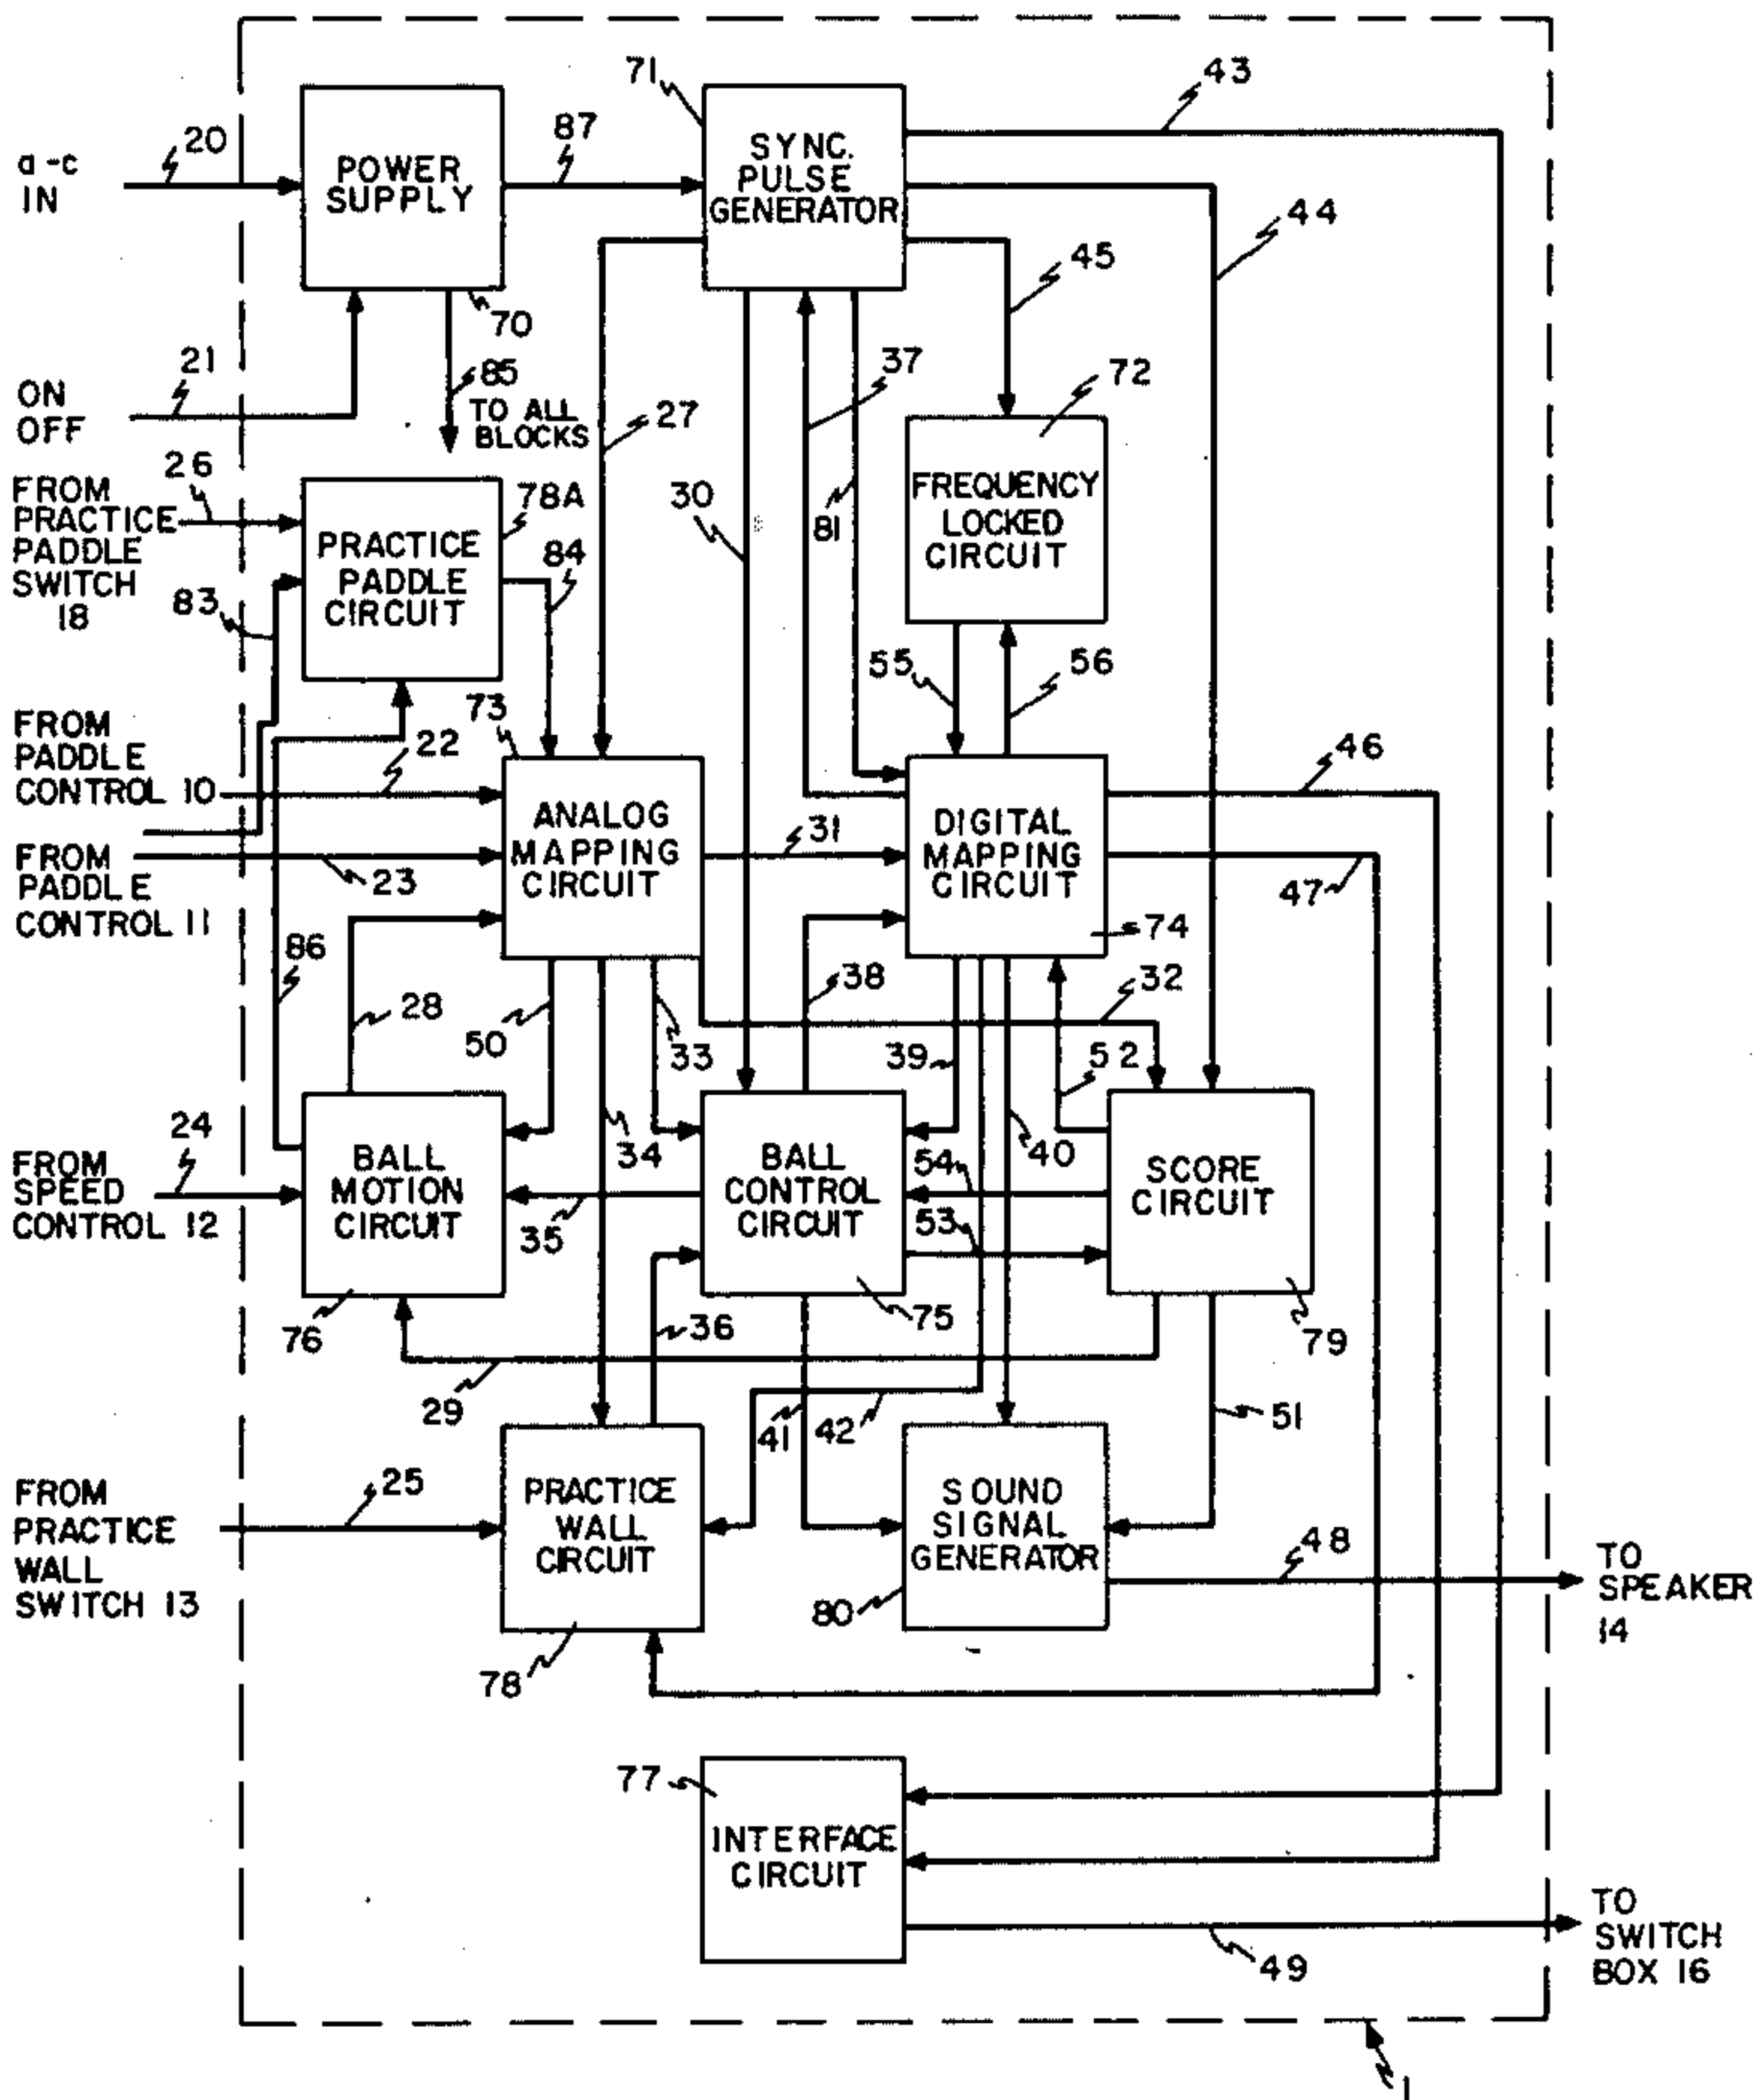 71
43
20
87
a-c
IN
POWER
SUPPLY
SYNC.
PULSE
GENERATOR
44
45
70
21
ON
OFF
85
TO ALL
BLOCKS
37
72
27
26
FROM
PRACTICE
PADDLE
SWITCH
18
78A
30
81
FREQUENCY
LOCKED
CIRCUIT
PRACTICE
PADDLE
CIRCUIT
84
83
55
56
73
FROM
PADDLE
CONTROL 10
22
46
ANALOG
MAPPING
CIRCUIT
31
DIGITAL
MAPPING
CIRCUIT
FROM
PADDLE
CONTROL 11
23
47
74
86
28
50
33
38
39
32
52
24
34
40
FROM
SPEED
CONTROL 12
BALL
MOTION
CIRCUIT
35
BALL
CONTROL
CIRCUIT
54
53
SCORE
CIRCUIT
76
36
75
79
29
41
42
51
FROM
PRACTICE
WALL
SWITCH 13
25
PRACTICE
WALL
CIRCUIT
SOUND
SIGNAL
GENERATOR
48
TO
SPEAKER
14
80
78
77
INTERFACE
CIRCUIT
TO
SWITCH
BOX 16
49
1